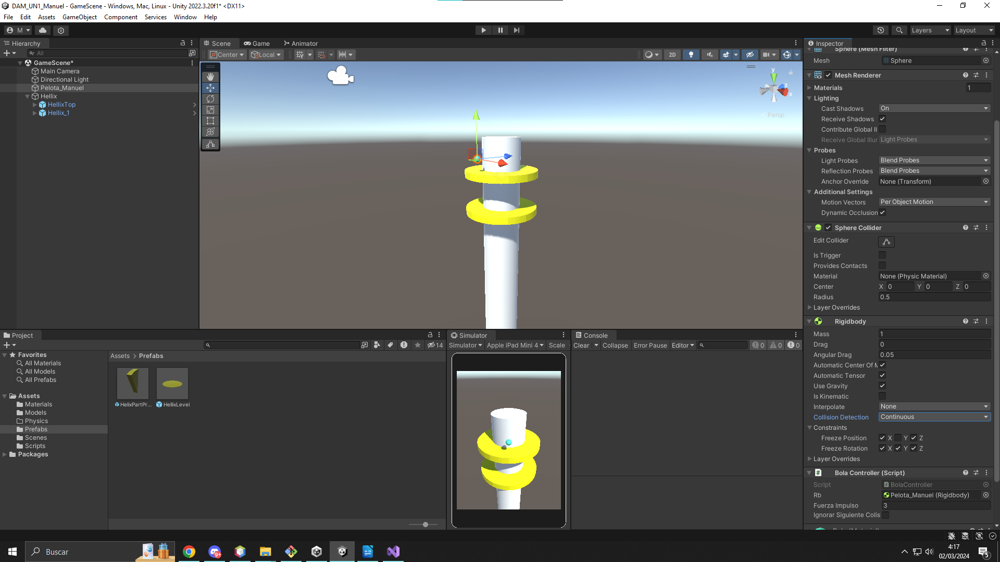 DAM_UN1_Manuel - GameScene - Windows, Mac, Linux - Unity 2022.3.20f1* <DX11>
File Edit Assets GameObject Component Services Window Help
M
Layers
Layout
Hierarchy
All
GameScene*
Main Camera
Directional Light
Pelota_Manuel
Hellix
HellixTop
Hellix_1
Scene
Game
Animator
Center
Local
2D
y
z
x
Persp
Inspector
Sphere (Mesh Filter)
Mesh
Sphere
Mesh Renderer
Materials
1
Lighting
Cast Shadows
On
Receive Shadows
Contribute Global Il
Receive Global Illur
Light Probes
Probes
Light Probes
Blend Probes
Reflection Probes
Blend Probes
Anchor Override
None (Transform)
Additional Settings
Motion Vectors
Per Object Motion
Dynamic Occlusion
Sphere Collider
Edit Collider
Is Trigger
Provides Contacts
Material
None (Physic Material)
Center
X 0 Y 0 Z 0
Radius
0.5
Layer Overrides
Rigidbody
Mass
1
Drag
0
Angular Drag
0.05
Automatic Center Of M
Automatic Tensor
Use Gravity
Is Kinematic
Interpolate
None
Collision Detection
Continuous
Constraints
Freeze Position
X Y Z
Freeze Rotation
X Y Z
Layer Overrides
Bola Controller (Script)
Script
BolaController
Rb
Pelota_Manuel (Rigidbody)
Fuerza Impulso
3
Ignorar Siguiente Colis
Project
14
Favorites
All Materials
All Models
All Prefabs
Assets
Materials
Models
Physics
Prefabs
Scenes
Scripts
Packages
Assets > Prefabs
HelixPartPr...
HellixLevel
Simulator
Simulator
Apple iPad Mini 4
Scale
Console
Clear
Collapse
Error Pause
Editor
0
0
0
Buscar
9+
4:17
02/03/2024
5